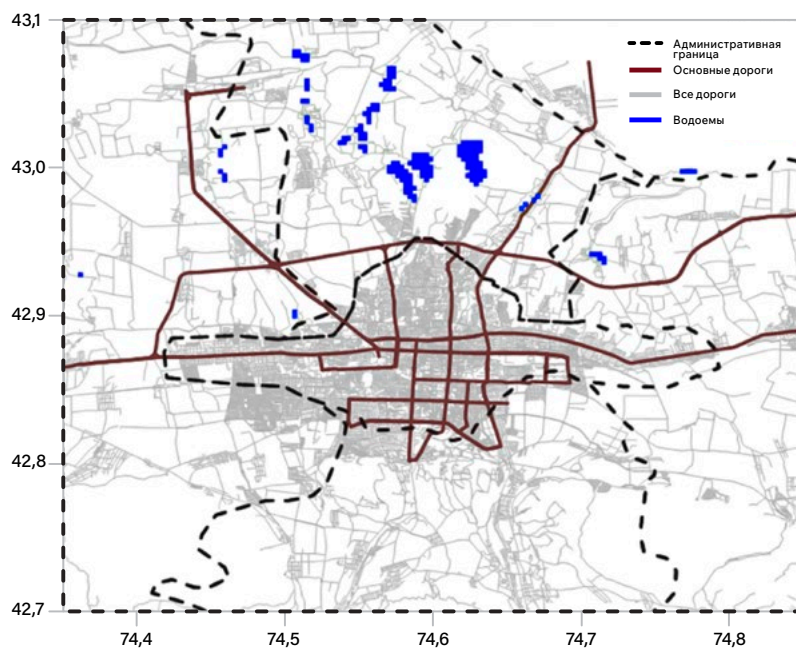 43,1
43,0
42,9
42,8
42,7
74,4
74,5
74,6
74,7
74,8
Административная
граница
Основные дороги
Все дороги
Водоемы